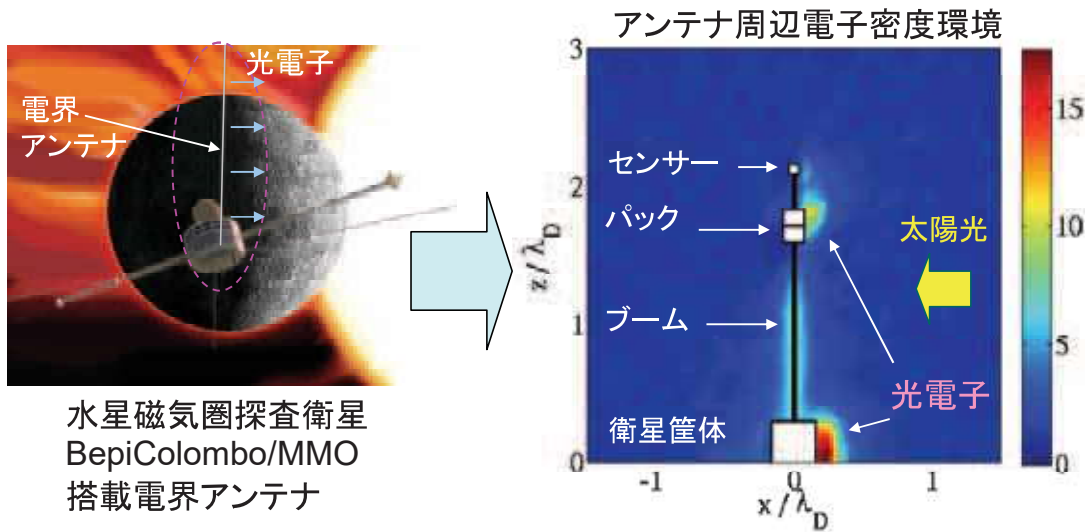 光電子
電界
アンテナ
水星磁気圏探査衛星
BepiColombo/MMO
搭載電界アンテナ
アンテナ周辺電子密度環境
3
2
1
0
z / λD
センサー
パック
ブーム
衛星筐体
太陽光
光電子
-1
0
1
x / λD
15
10
5
0